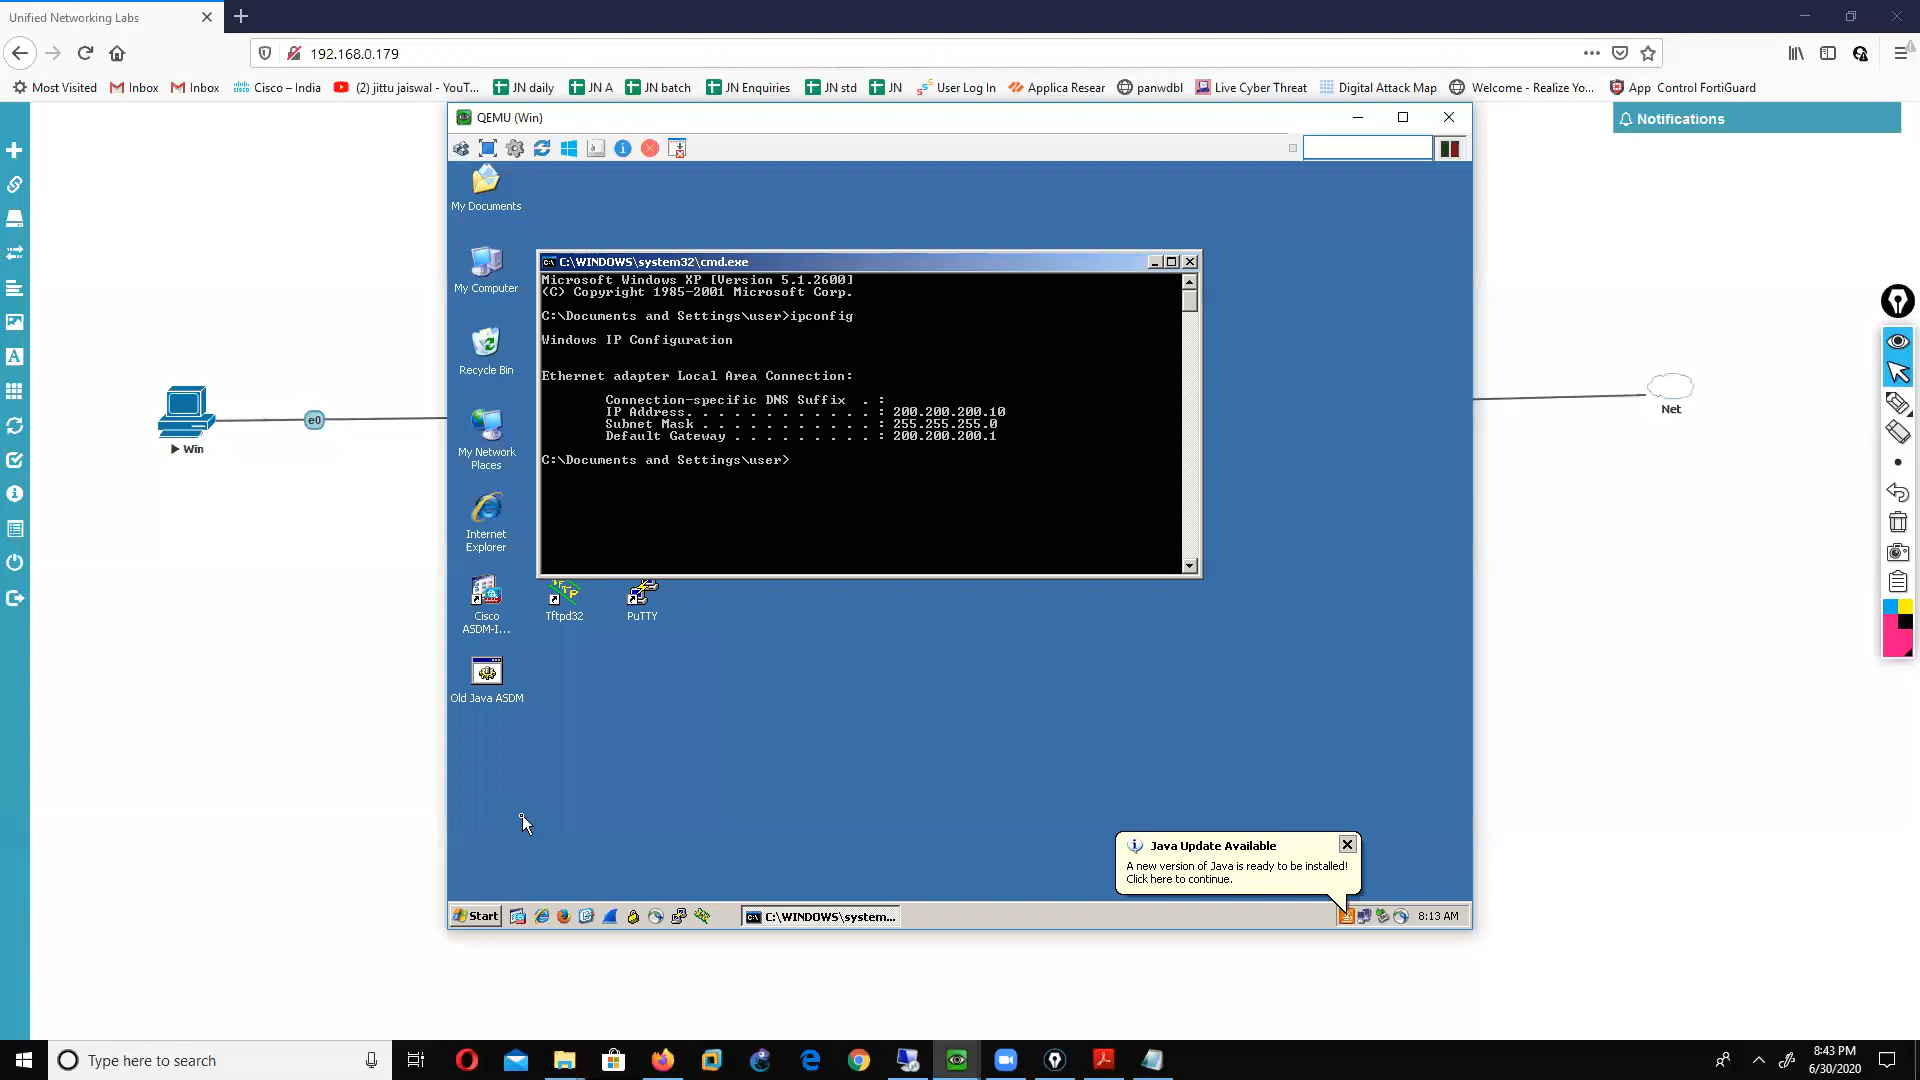 Unified Networking Labs
192.168.0.179
Most Visited
Inbox
Inbox
Cisco – India
(2) jittu jaiswal - YouT...
JN daily
JN A
JN batch
JN Enquiries
JN std
JN
User Log In
Applica Resear
panwdbl
Live Cyber Threat
Digital Attack Map
Welcome - Realize Yo...
App Control FortiGuard
QEMU (Win)
Notifications
My Documents
My Computer
Recycle Bin
My Network
Places
Internet
Explorer
Cisco
ASDM-I...
Tftpd32
PuTTY
Old Java ASDM
C:\WINDOWS\system32\cmd.exe
Microsoft Windows XP [Version 5.1.2600]
(C) Copyright 1985-2001 Microsoft Corp.
C:\Documents and Settings\user>ipconfig
Windows IP Configuration
Ethernet adapter Local Area Connection:
Connection-specific DNS Suffix . :
IP Address. . . . . . . . . . . . : 200.200.200.10
Subnet Mask . . . . . . . . . . . : 255.255.255.0
Default Gateway . . . . . . . . . : 200.200.200.1
C:\Documents and Settings\user>
e0
Win
Net
Java Update Available
A new version of Java is ready to be installed!
Click here to continue.
Start
C:\WINDOWS\system...
8:13 AM
Type here to search
8:43 PM
6/30/2020